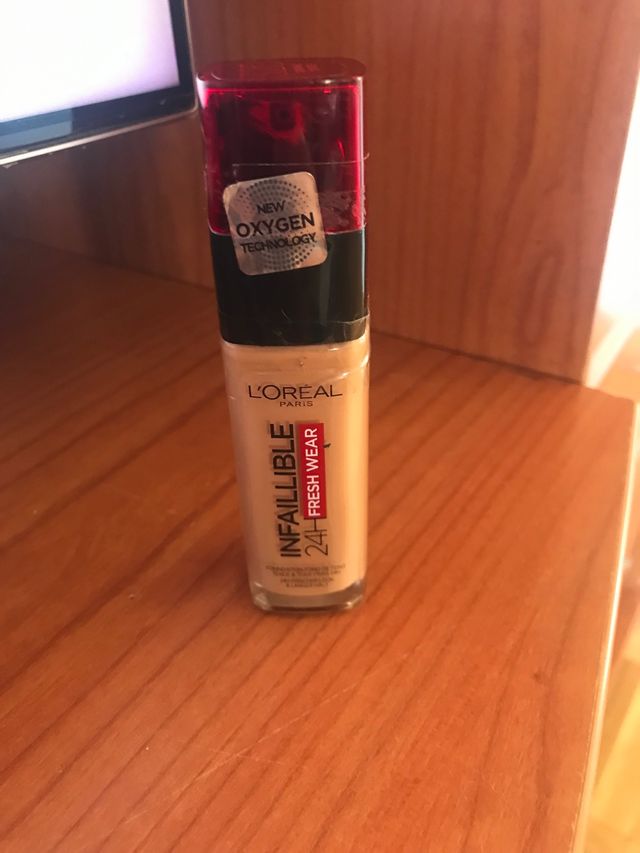 NEW
OXYGEN
TECHNOLOGY
L'ORÉAL
PARIS
INFAILLIBLE
24H FRESH WEAR